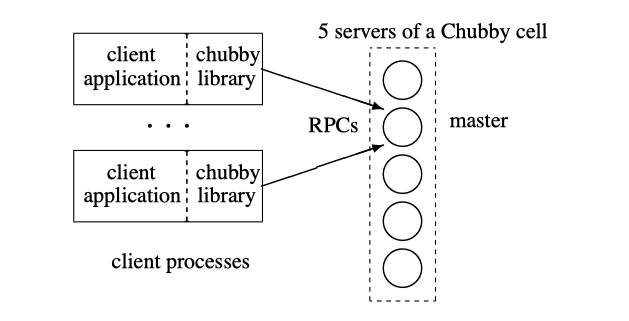 5 servers of a Chubby cell
client chubby
application library
. . .
RPCs
master
client chubby
application library
client processes